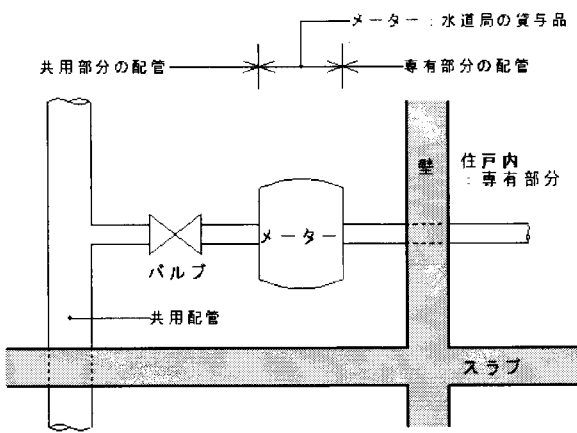 メーター：水道局の貸与品
共用部分の配管
専有部分の配管
壁
住戸内
：専有部分
メーター
バルブ
共用配管
スラブ